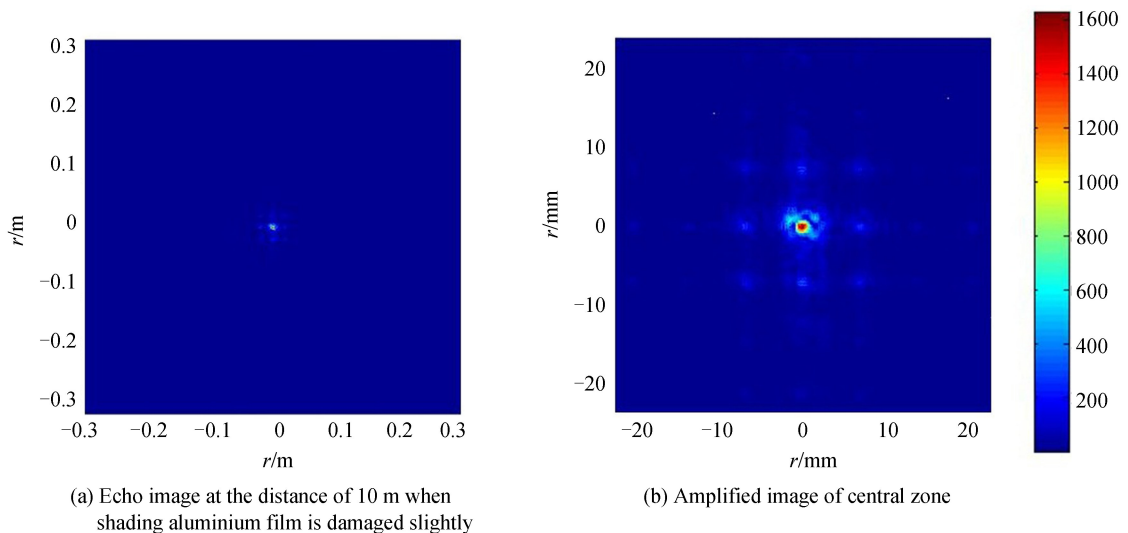 0.3
0.2
0.1
0
−0.1
−0.2
−0.3
r/m
−0.3 −0.2 −0.1 0 0.1 0.2 0.3
r/m
(a) Echo image at the distance of 10 m when
shading aluminium film is damaged slightly
20
10
0
−10
−20
r/mm
−20 −10 0 10 20
r/mm
(b) Amplified image of central zone
1600
1400
1200
1000
800
600
400
200